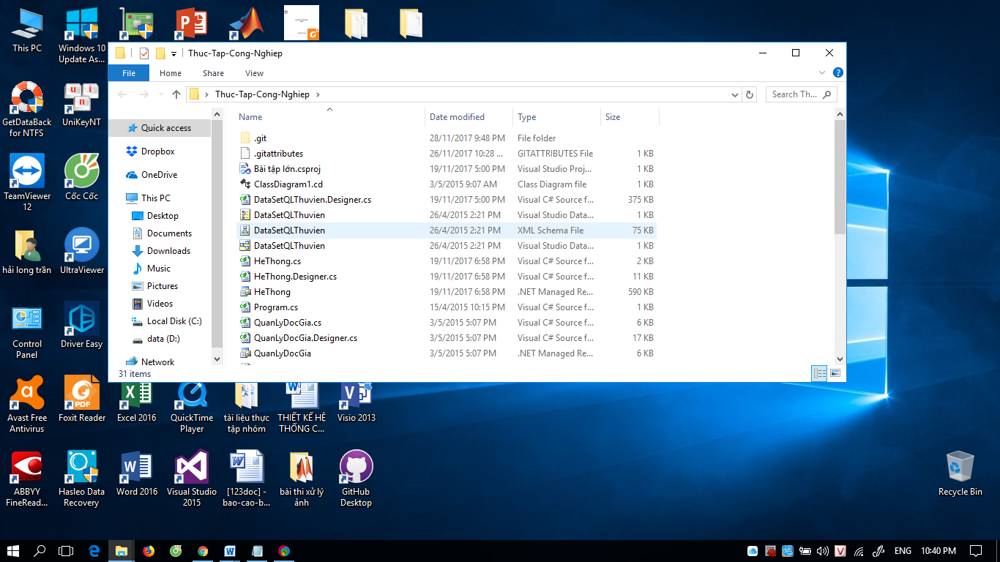 This PC
Windows 10
Update As...
Thuc-Tap-Cong-Nghiep
File
Home
Share
View
Thuc-Tap-Cong-Nghiep
Search Th...
GetDataBack
for NTFS
UniKeyNT
TeamViewer
12
Cốc Cốc
hải long trần
UltraViewer
Control
Panel
Driver Easy
Quick access
Dropbox
OneDrive
This PC
Desktop
Documents
Downloads
Music
Pictures
Videos
Local Disk (C:)
data (D:)
Network
Name Date modified Type Size
.git 28/11/2017 9:48 PM File folder
.gitattributes 26/11/2017 10:28 ... GITATTRIBUTES File 1 KB
Bài tập lớn.csproj 19/11/2017 5:00 PM Visual Studio Proj... 1 KB
ClassDiagram1.cd 3/5/2015 9:07 AM Class Diagram file 1 KB
DataSetQLThuvien.Designer.cs 19/11/2017 5:00 PM Visual C# Source f... 375 KB
DataSetQLThuvien 26/4/2015 2:21 PM Visual Studio Data... 1 KB
DataSetQLThuvien 26/4/2015 2:21 PM XML Schema File 75 KB
DataSetQLThuvien 26/4/2015 2:21 PM Visual Studio Data... 1 KB
HeThong.cs 19/11/2017 6:58 PM Visual C# Source f... 2 KB
HeThong.Designer.cs 19/11/2017 6:58 PM Visual C# Source f... 11 KB
HeThong 19/11/2017 6:58 PM .NET Managed Re... 590 KB
Program.cs 15/4/2015 10:15 PM Visual C# Source f... 1 KB
QuanLyDocGia.cs 3/5/2015 5:07 PM Visual C# Source f... 6 KB
QuanLyDocGia.Designer.cs 3/5/2015 5:07 PM Visual C# Source f... 17 KB
QuanLyDocGia 3/5/2015 5:07 PM .NET Managed Re... 6 KB
31 items
Avast Free
Antivirus
Foxit Reader
Excel 2016
QuickTime
Player
tài liệu thực
tập nhóm
THIẾT KẾ HỆ
THỐNG C...
Visio 2013
ABBYY
FineRead...
Hasleo Data
Recovery
Word 2016
Visual Studio
2015
[123doc] -
bao-cao-b...
bài thi xử lý
ảnh
GitHub
Desktop
Recycle Bin
ENG
10:40 PM